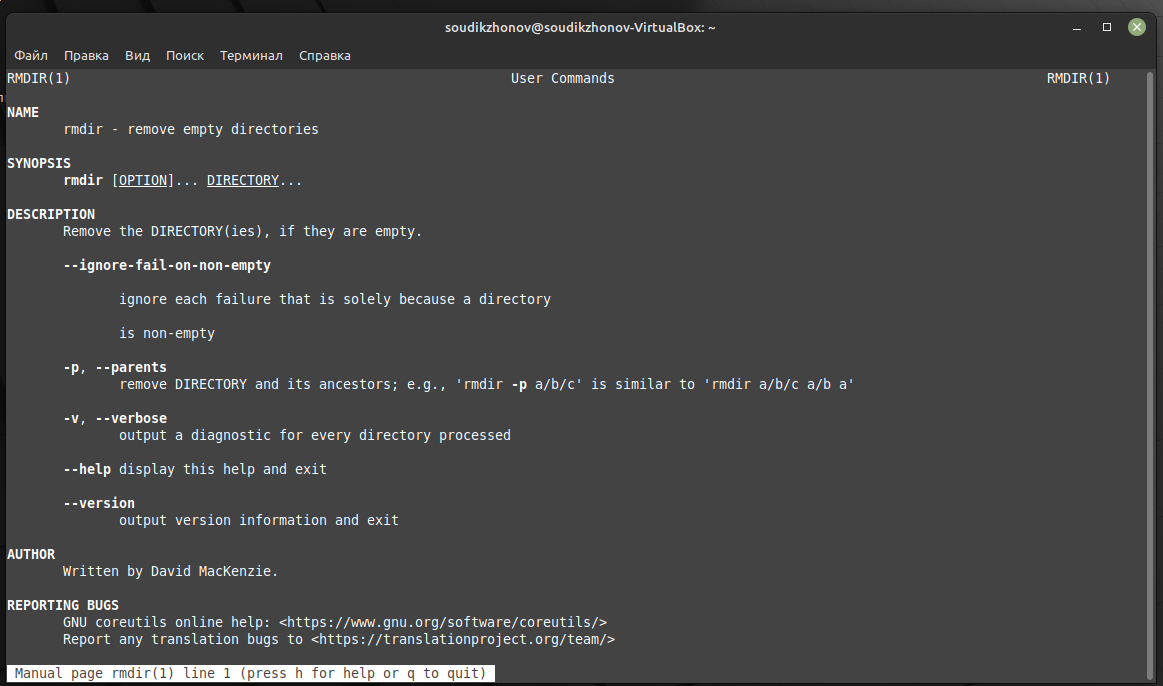 soudikzhonov@soudikzhonov-VirtualBox: ~
Файл Правка Вид Поиск Терминал Справка
RMDIR(1) User Commands RMDIR(1)
NAME
rmdir - remove empty directories
SYNOPSIS
rmdir [OPTION]... DIRECTORY...
DESCRIPTION
Remove the DIRECTORY(ies), if they are empty.
--ignore-fail-on-non-empty
ignore each failure that is solely because a directory
is non-empty
-p, --parents
remove DIRECTORY and its ancestors; e.g., 'rmdir -p a/b/c' is similar to 'rmdir a/b/c a/b a'
-v, --verbose
output a diagnostic for every directory processed
--help display this help and exit
--version
output version information and exit
AUTHOR
Written by David MacKenzie.
REPORTING BUGS
GNU coreutils online help: <https://www.gnu.org/software/coreutils/>
Report any translation bugs to <https://translationproject.org/team/>
Manual page rmdir(1) line 1 (press h for help or q to quit)